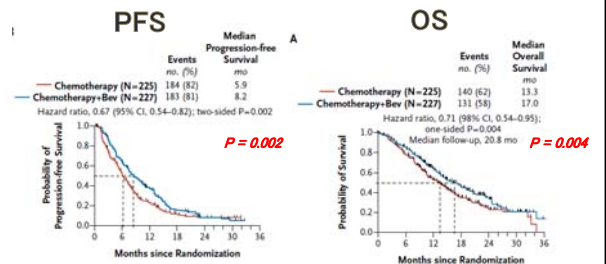 PFS
B
Median
Progression-free
Survival
Events
no. (%)
mo
Chemotherapy (N=225) 184 (82) 5.9
Chemotherapy+Bev (N=227) 183 (81) 8.2
Hazard ratio, 0.67 (95% CI, 0.54–0.82); two-sided P=0.002
P = 0.002
Probability of
Progression-free Survival
1.0
0.8
0.6
0.4
0.2
0.0
0 6 12 18 24 30 36
Months since Randomization
OS
A
Median
Overall
Survival
Events
no. (%)
mo
Chemotherapy (N=225) 140 (62) 13.3
Chemotherapy+Bev (N=227) 131 (58) 17.0
Hazard ratio, 0.71 (98% CI, 0.54–0.95);
one-sided P=0.004
Median follow-up, 20.8 mo
P = 0.004
Probability of Survival
1.0
0.8
0.6
0.4
0.2
0.0
0 6 12 18 24 30 36
Months since Randomization